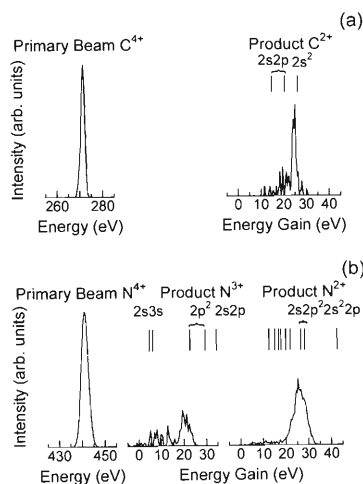 (a)
Primary Beam C⁴⁺
Product C²⁺
2s2p 2s²
Intensity (arb. units)
260 280
0 10 20 30 40
Energy (eV)
Energy Gain (eV)
(b)
Primary Beam N⁴⁺
Product N³⁺
Product N²⁺
2s3s 2p² 2s2p
2s2p² 2s²2p
Intensity (arb. units)
430 450
0 10 20 30
0 10 20 30 40
Energy (eV)
Energy Gain (eV)